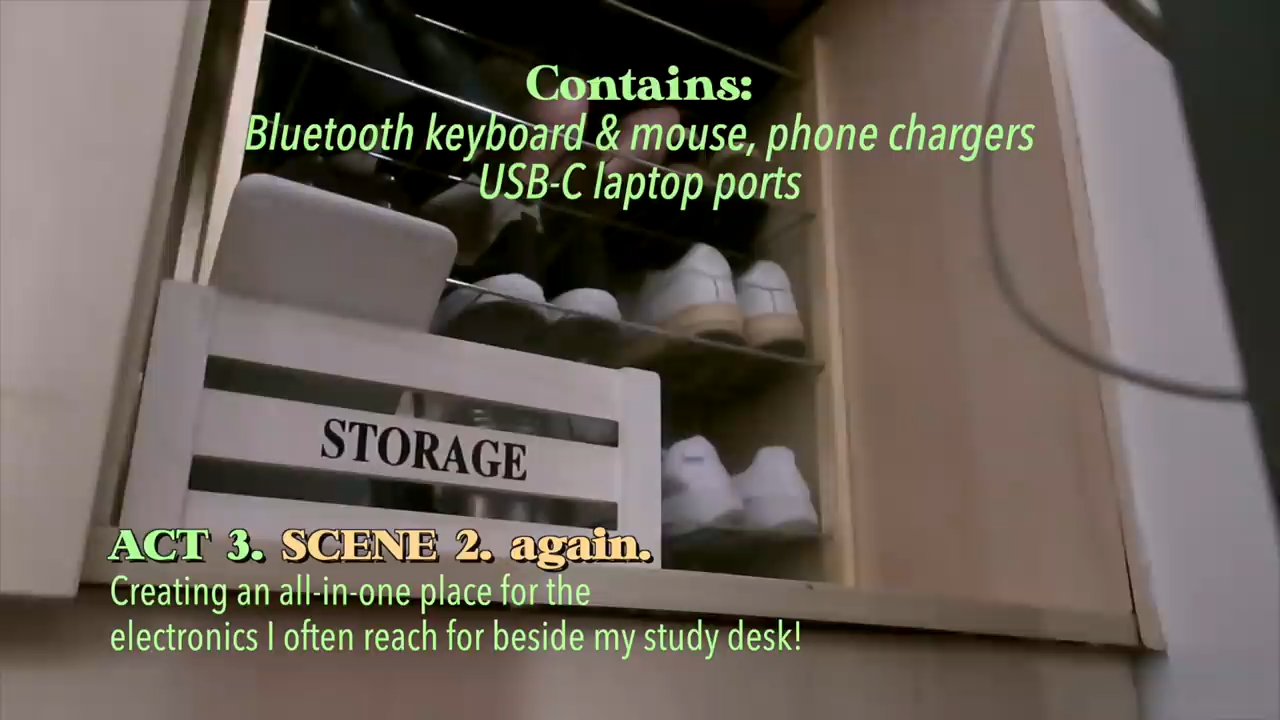 Contains:
Bluetooth keyboard & mouse, phone chargers
USB-C laptop ports
STORAGE
ACT 3. SCENE 2. again.
Creating an all-in-one place for the
electronics I often reach for beside my study desk!